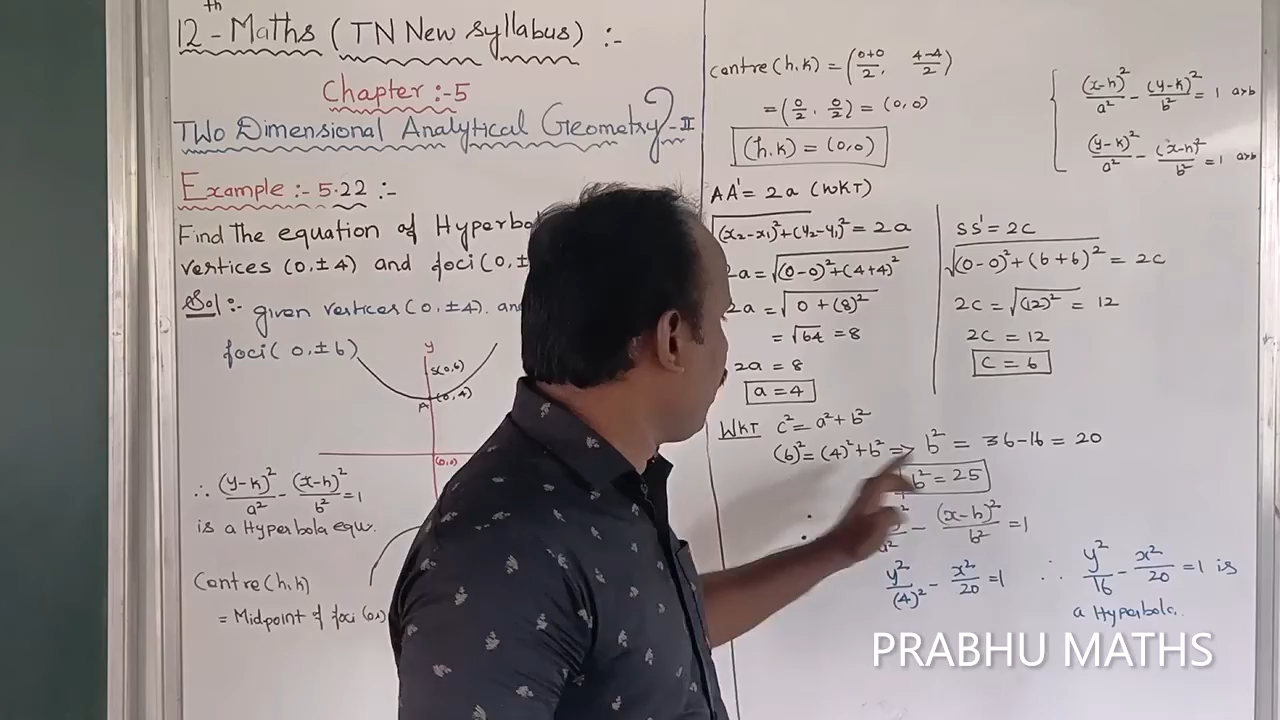 12th - Maths ( TN New syllabus) :-
Chapter :- 5
Two Dimensional Analytical Geometry - II
Example :- 5.22 :-
Find the equation of Hyperbo
vertices (0,±4) and foci (0,±
Sol :- given vertices (0,±4). an
foci( 0,±6)
y
S(0,6)
A (0,4)
(0,0)
∴ (y-k)²/a² - (x-h)²/b² = 1
is a Hyperbola equ.
Centre (h,k)
= Midpoint of foci (0,
Centre (h,k) = (0+0/2, 4-4/2)
= (0/2, 0/2) = (0,0)
(h,k) = (0,0)
AA' = 2a (WKT)
√(x₂-x₁)²+(y₂-y₁)² = 2a
2a = √(0-0)²+(4+4)²
2a = √0+(8)²
= √64 = 8
2a = 8
a = 4
(x-h)²/a² - (y-k)²/b² = 1 a>b
(y-k)²/a² - (x-h)²/b² = 1 a>b
SS' = 2c
√(0-0)²+(6+6)² = 2c
2c = √(12)² = 12
2c = 12
c = 6
WKT c² = a² + b²
(6)² = (4)² + b² => b² = 36-16 = 20
b² = 25
∴ ² /a² - (x-h)²/b² = 1
y²/(4)² - x²/20 = 1 ∴ y²/16 - x²/20 = 1 is
a Hyperbola.
PRABHU MATHS